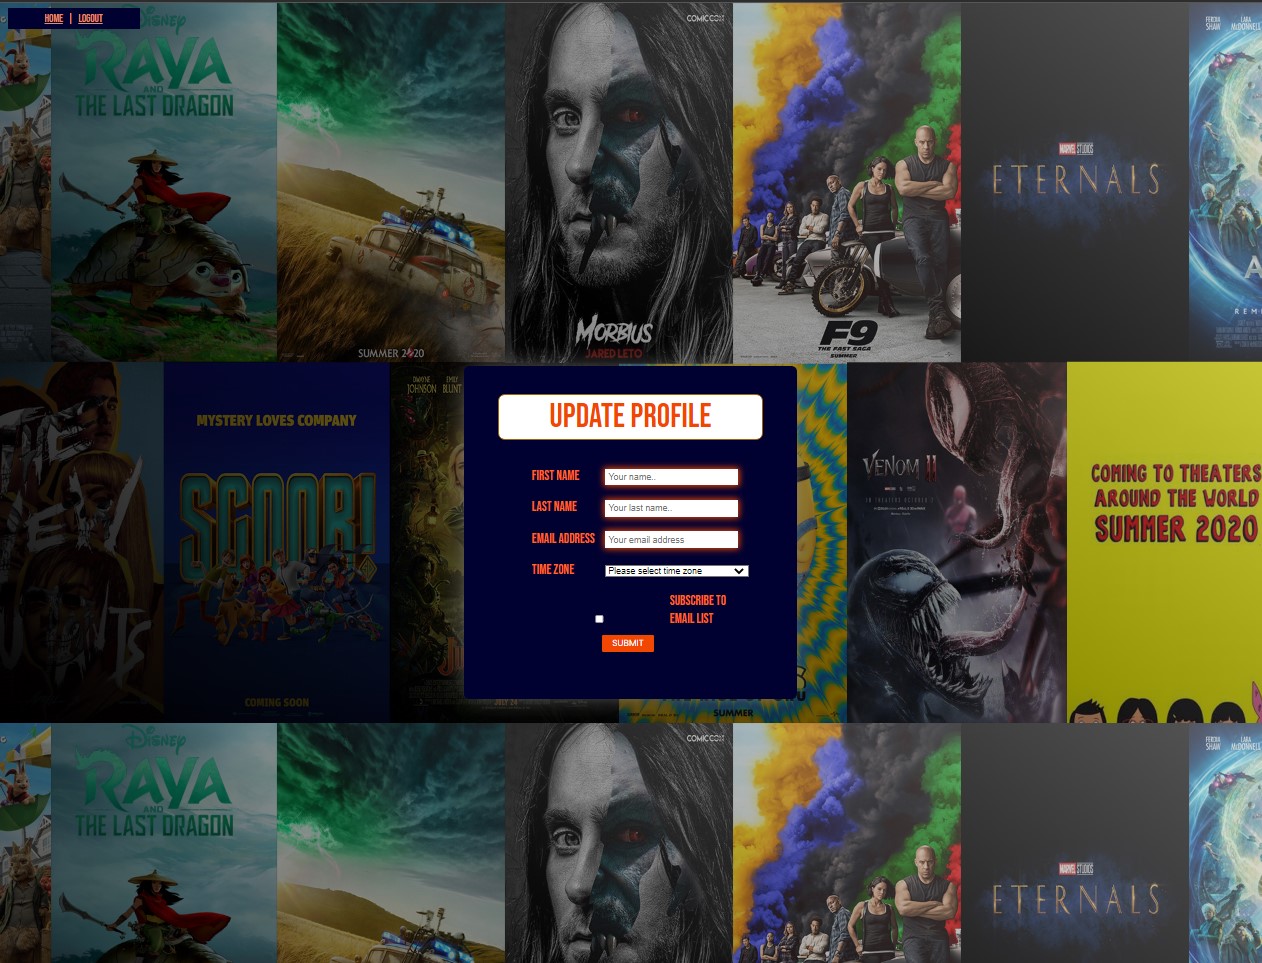 HOME | LOGOUT
Disney
RAYA
AND
THE LAST DRAGON
SUMMER 2020
COMICCON
MORBIUS
JARED LETO
F9
THE FAST SAGA
SUMMER
MARVEL STUDIOS
ETERNALS
FERDIA SHAW
LARA McDONNELL
A
MYSTERY LOVES COMPANY
SCOOB!
COMING SOON
DWAYNE JOHNSON
EMILY BLUNT
JULY 24
UPDATE PROFILE
FIRST NAME Your name..
LAST NAME Your last name..
EMAIL ADDRESS Your email address
TIME ZONE Please select time zone
SUBSCRIBE TO
EMAIL LIST
SUBMIT
SUMMER
VENOM II
COMING TO THEATERS
AROUND THE WORLD
SUMMER 2020
Disney
RAYA
AND
THE LAST DRAGON
COMICCON
MARVEL STUDIOS
ETERNALS
FERDIA SHAW
LARA McDONNELL